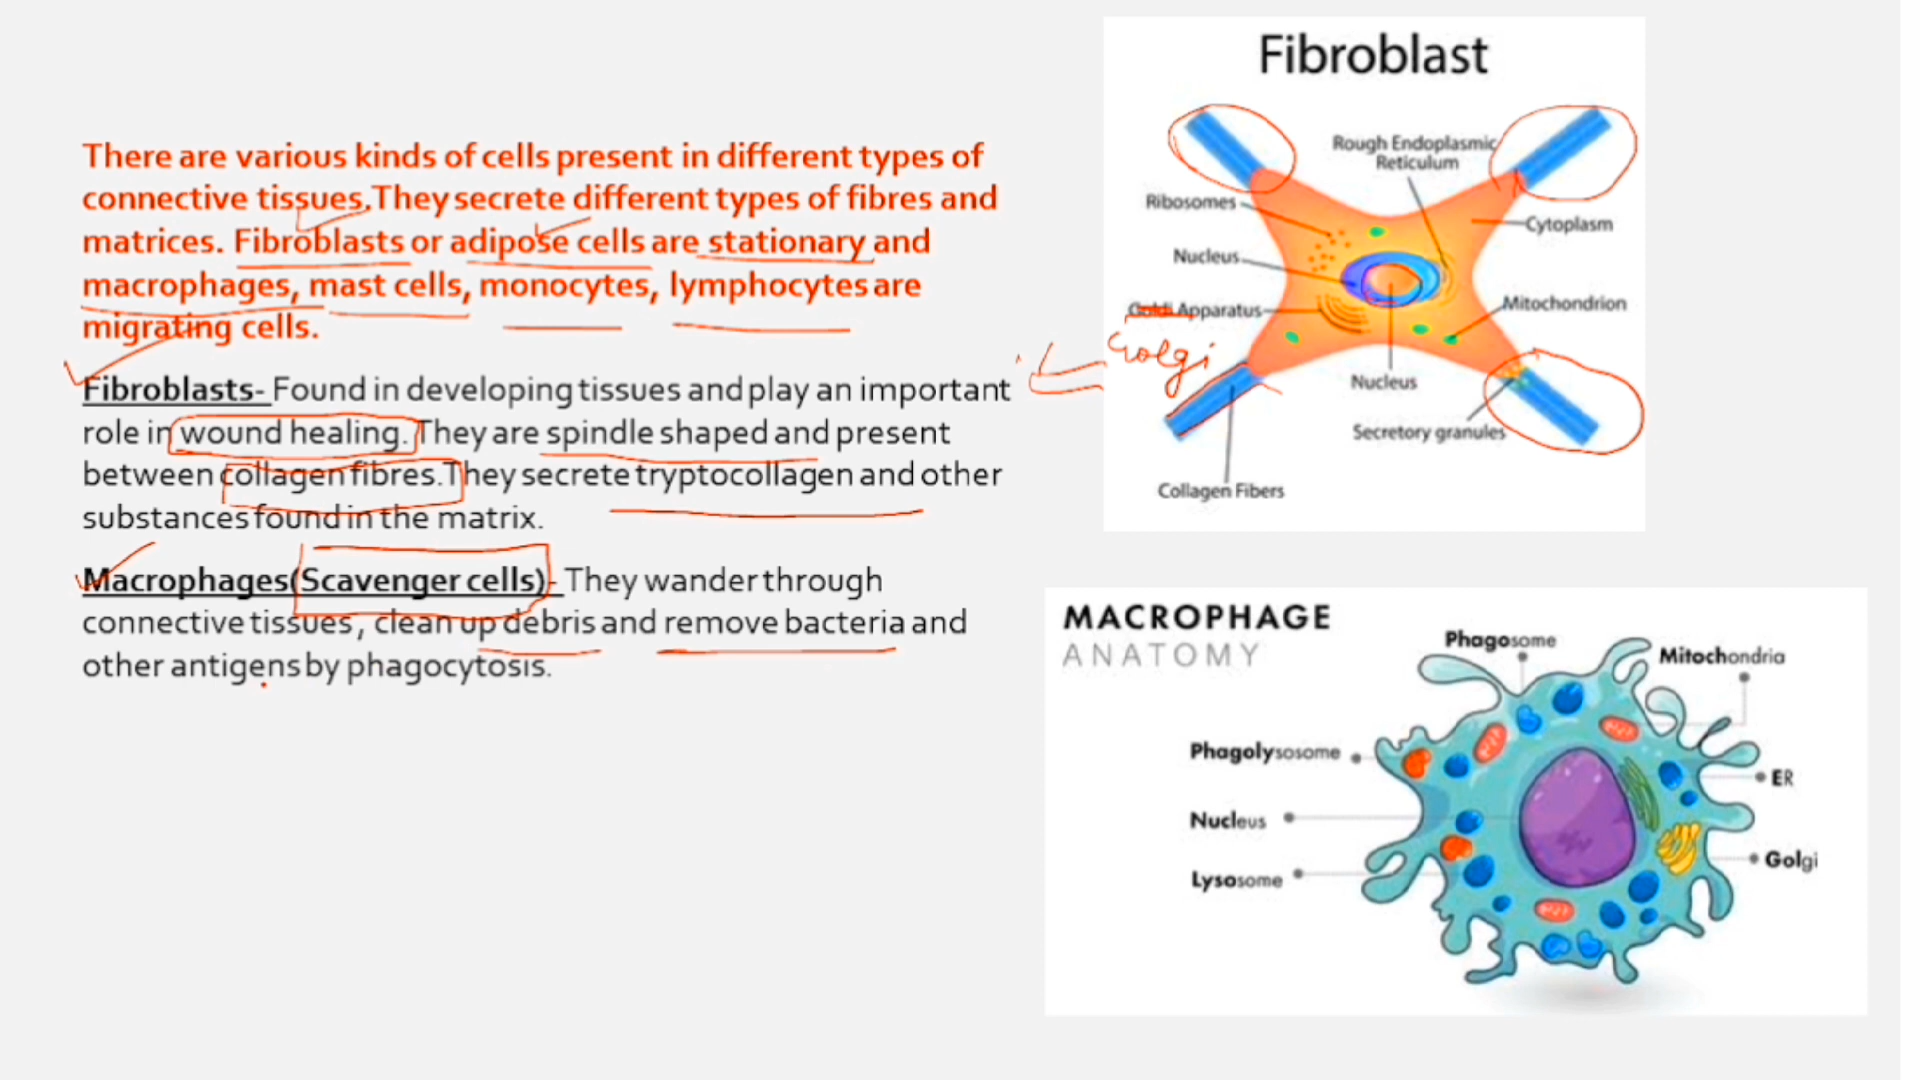 There are various kinds of cells present in different types of
connective tissues.They secrete different types of fibres and
matrices. Fibroblasts or adipose cells are stationary and
macrophages, mast cells, monocytes, lymphocytes are
migrating cells.
Fibroblasts- Found in developing tissues and play an important
role in wound healing. They are spindle shaped and present
between collagen fibres.They secrete tryptocollagen and other
substances found in the matrix.
Macrophages(Scavenger cells)- They wander through
connective tissues, clean up debris and remove bacteria and
other antigens by phagocytosis.
Fibroblast
Rough Endoplasmic
Reticulum
Ribosomes
Cytoplasm
Nucleus
Goldi Apparatus
Mitochondrion
Golgi
Nucleus
Secretory granules
Collagen Fibers
MACROPHAGE
ANATOMY
Phagosome
Mitochondria
Phagolysosome
ER
Nucleus
Golgi
Lysosome